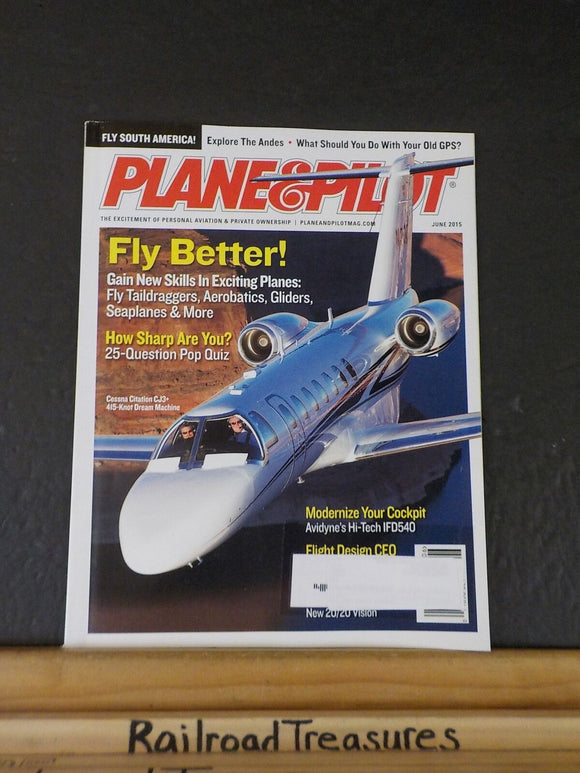 FLY SOUTH AMERICA!
Explore The Andes • What Should You Do With Your Old GPS?
PLANE&PILOT®
THE EXCITEMENT OF PERSONAL AVIATION & PRIVATE OWNERSHIP | PLANEANDPILOTMAG.COM
JUNE 2015
Fly Better!
Gain New Skills In Exciting Planes:
Fly Taildraggers, Aerobatics, Gliders,
Seaplanes & More
How Sharp Are You?
25-Question Pop Quiz
Cessna Citation CJ3+
415-Knot Dream Machine
Modernize Your Cockpit
Avidyne's Hi-Tech IFD540
Flight Design CEO
New 20/20 Vision
RailroadTreasures